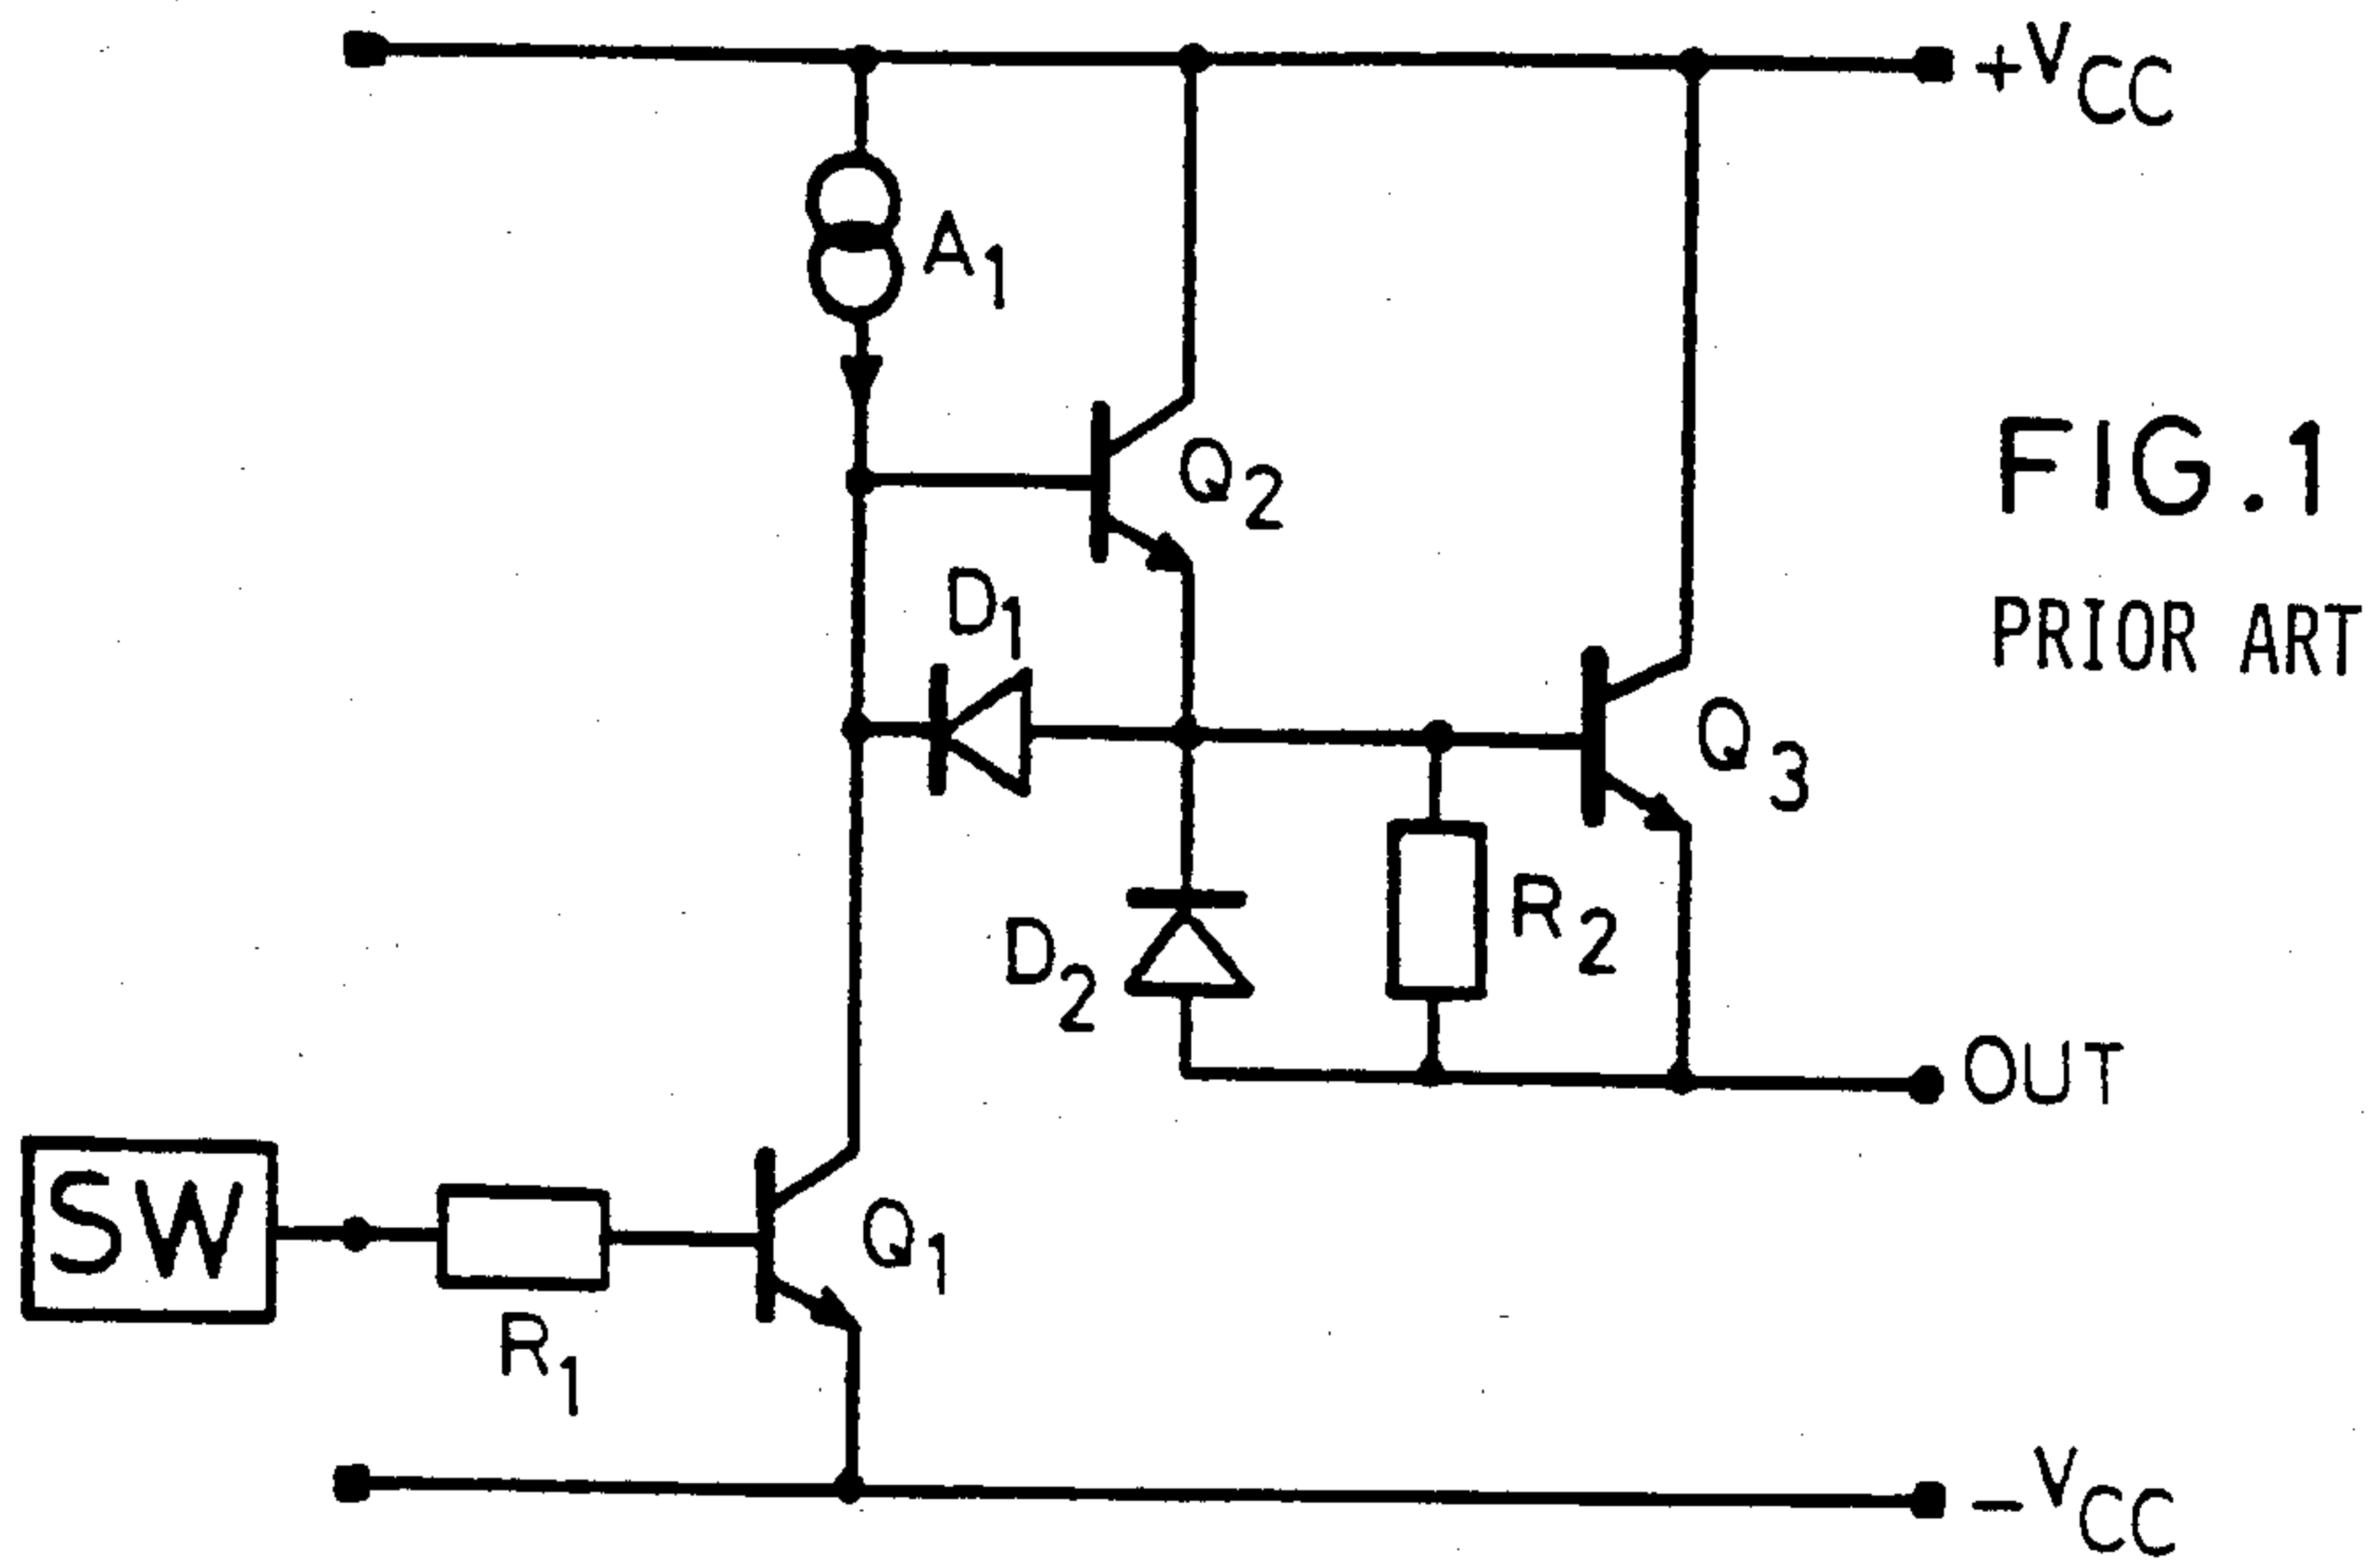 +VCC
A1
Q2
FIG.1
PRIOR ART
D1
Q3
R2
D2
OUT
SW
Q1
R1
-VCC